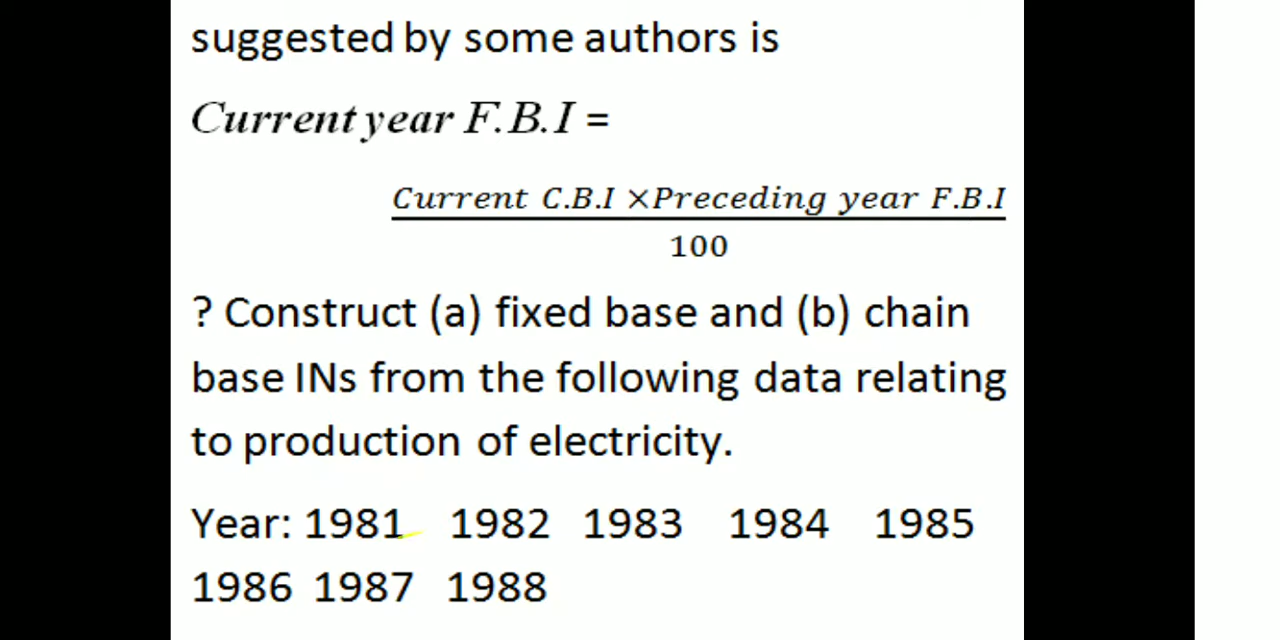 suggested by some authors is
Current year F.B.I =
Current C.B.I ×Preceding year F.B.I
100
? Construct (a) fixed base and (b) chain
base INs from the following data relating
to production of electricity.
Year: 1981 1982 1983 1984 1985
1986 1987 1988